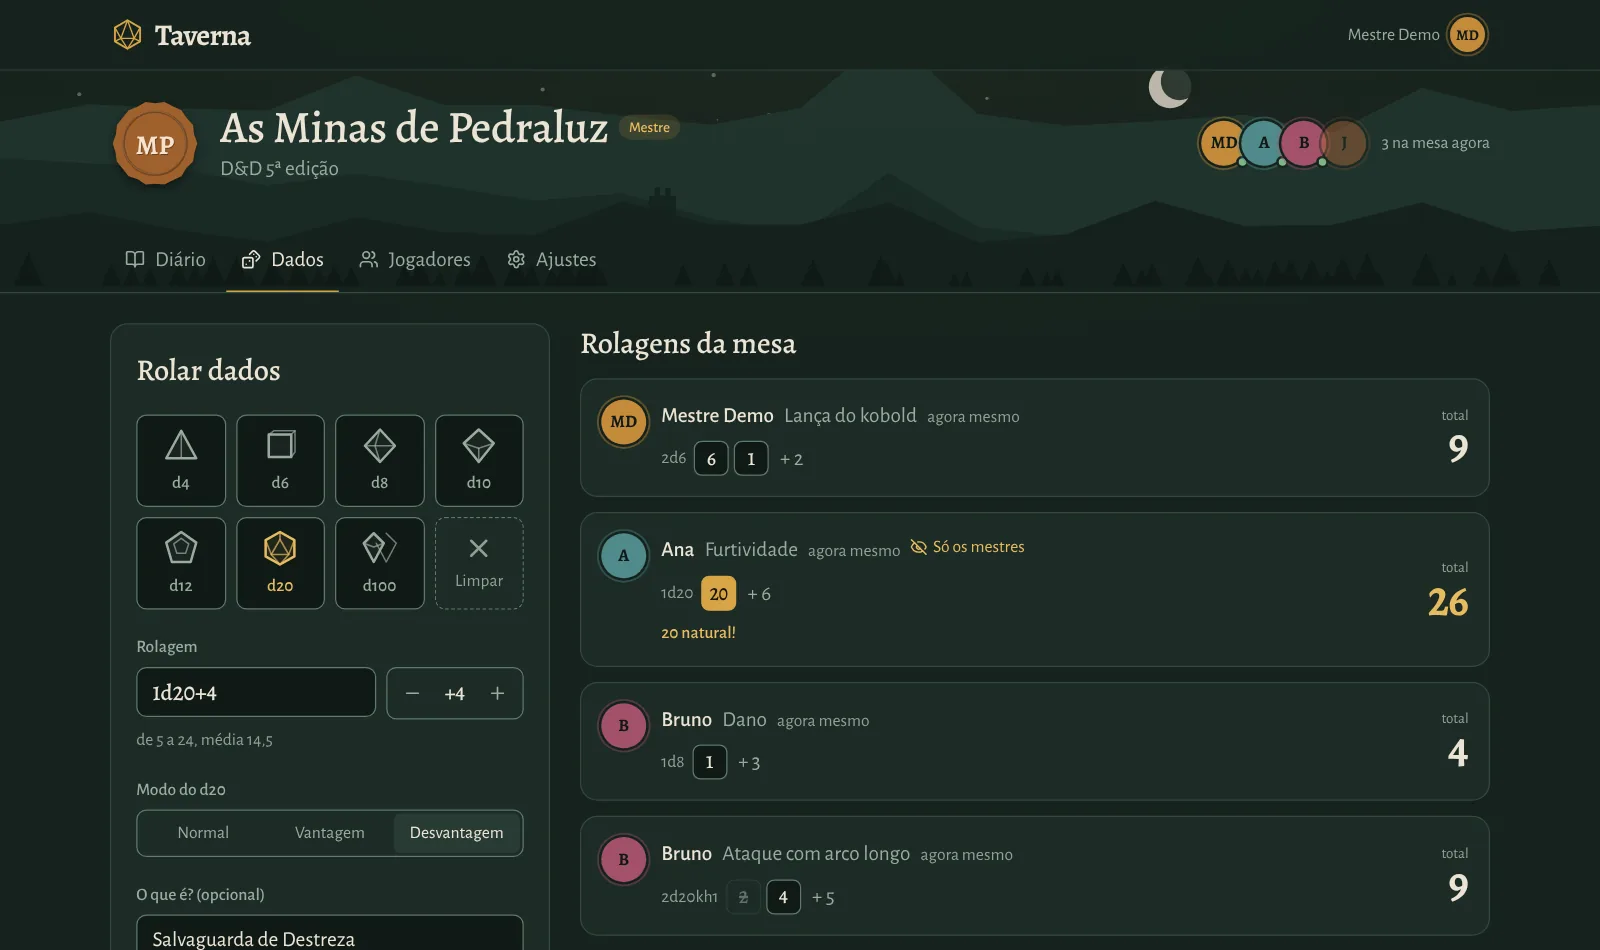 Taverna
Mestre Demo MD
MP
As Minas de Pedraluz Mestre
D&D 5ª edição
MD A B J 3 na mesa agora
Diário Dados Jogadores Ajustes
Rolar dados
d4 d6 d8 d10
d12 d20 d100 Limpar
Rolagem
1d20+4 − +4 +
de 5 a 24, média 14,5
Modo do d20
Normal Vantagem Desvantagem
O que é? (opcional)
Salvaguarda de Destreza
Rolagens da mesa
MD Mestre Demo Lança do kobold agora mesmo total
2d6 6 1 + 2 9
A Ana Furtividade agora mesmo Só os mestres total
1d20 20 + 6 26
20 natural!
B Bruno Dano agora mesmo total
1d8 1 + 3 4
B Bruno Ataque com arco longo agora mesmo total
2d20kh1 2 4 + 5 9